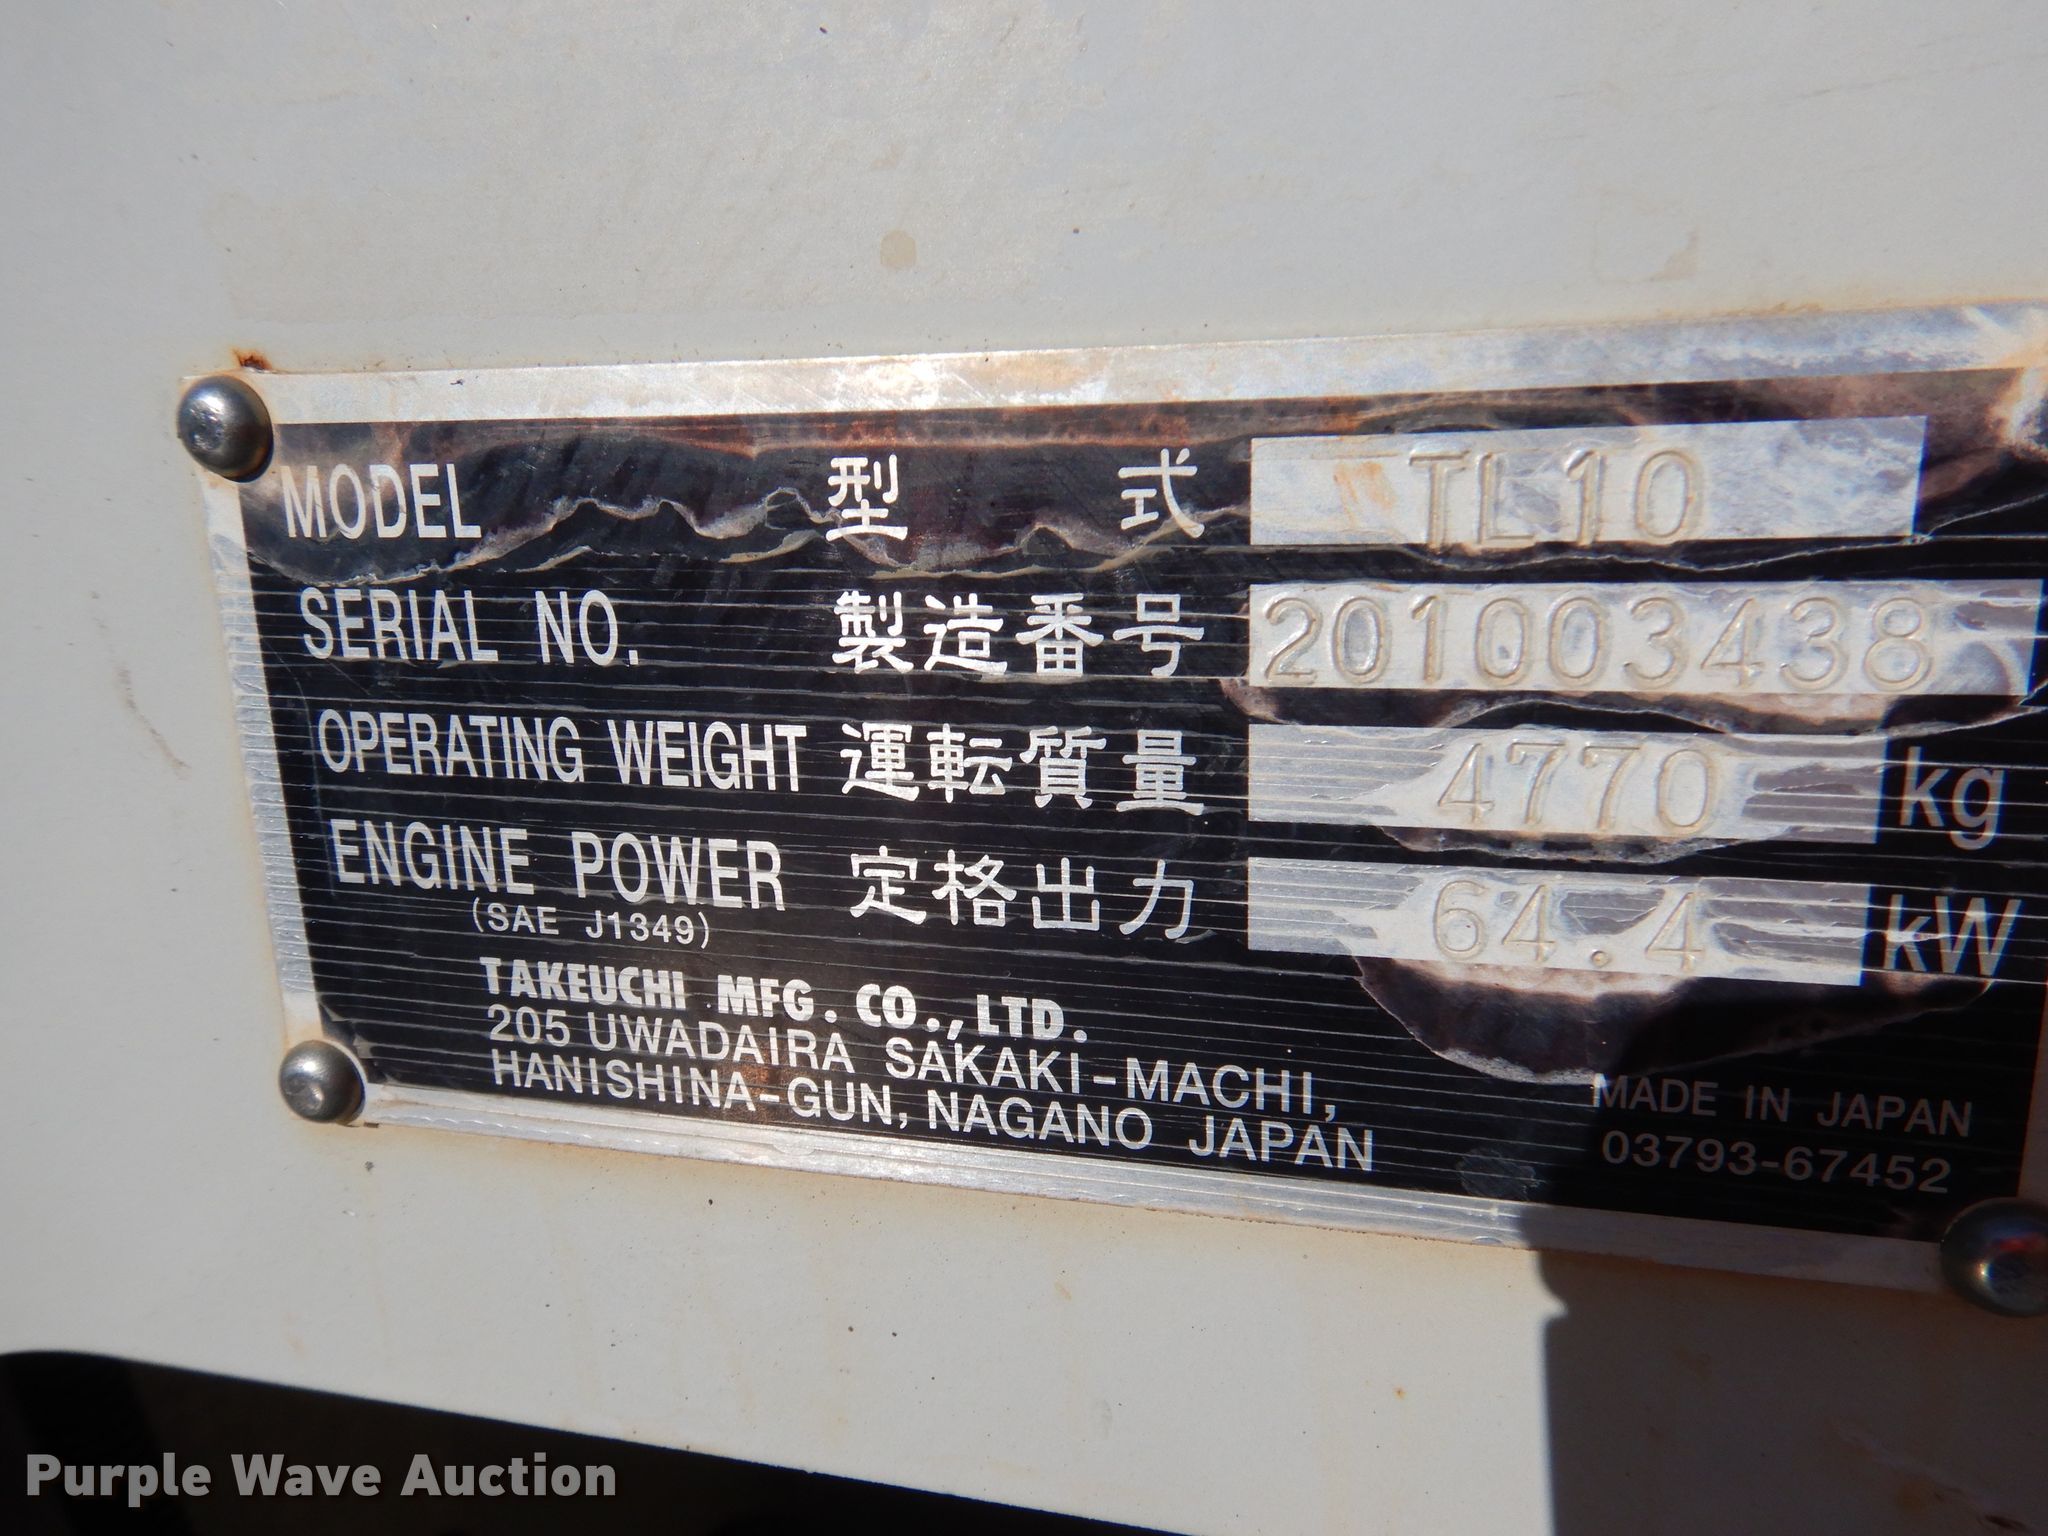 MODEL 型 式 TL10
SERIAL NO. 製造番号 201003438
OPERATING WEIGHT 運転質量 4770 kg
ENGINE POWER 定格出力 64.4 kW
(SAE J1349)
TAKEUCHI MFG. CO., LTD.
205 UWADAIRA SAKAKI-MACHI,
HANISHINA-GUN, NAGANO JAPAN
MADE IN JAPAN
03793-67452
Purple Wave Auction